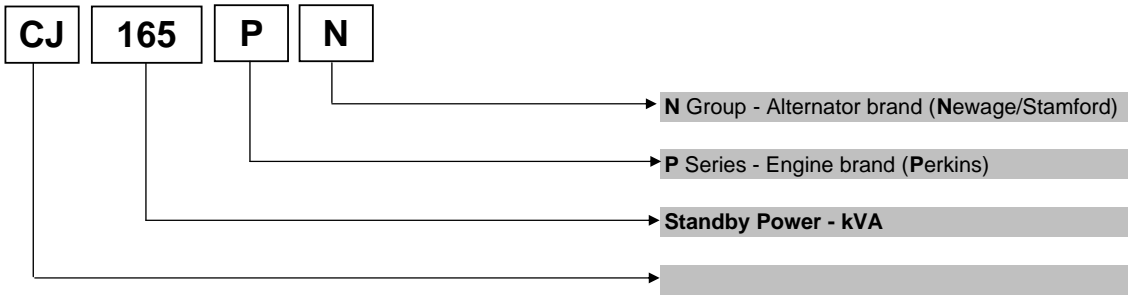 CJ 165 P N
N Group - Alternator brand (Newage/Stamford)
P Series - Engine brand (Perkins)
Standby Power - kVA